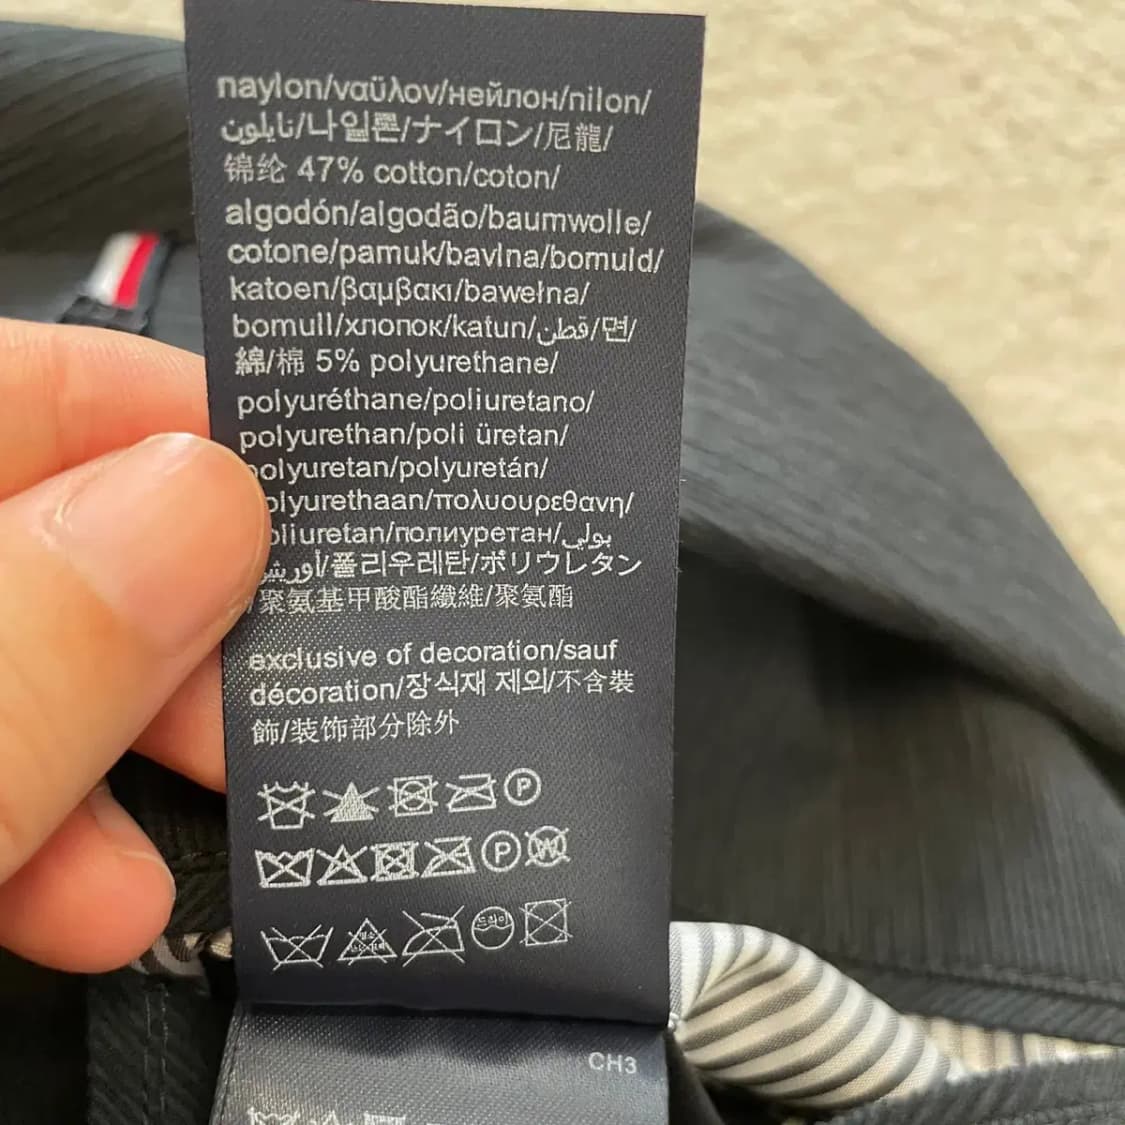 naylon/ναϋλον/нейлон/nilon/
نايلون/나일론/ナイロン/尼龍/
锦纶 47% cotton/coton/
algodón/algodão/baumwolle/
cotone/pamuk/bavlna/bomuld/
katoen/βαμβακι/bawełna/
bomull/хлопок/katun/قطن/면/
綿/棉 5% polyurethane/
polyuréthane/poliuretano/
polyurethan/poli üretan/
polyuretan/polyuretán/
polyurethaan/πολυουρεθανη/
poliuretan/полиуретан/بولي
/폴리우레탄/ポリウレタン
/聚氨基甲酸酯纖維/聚氨酯
exclusive of decoration/sauf
décoration/장식재 제외/不含裝
飾/装饰部分除外
P
P W
드라이
CH3